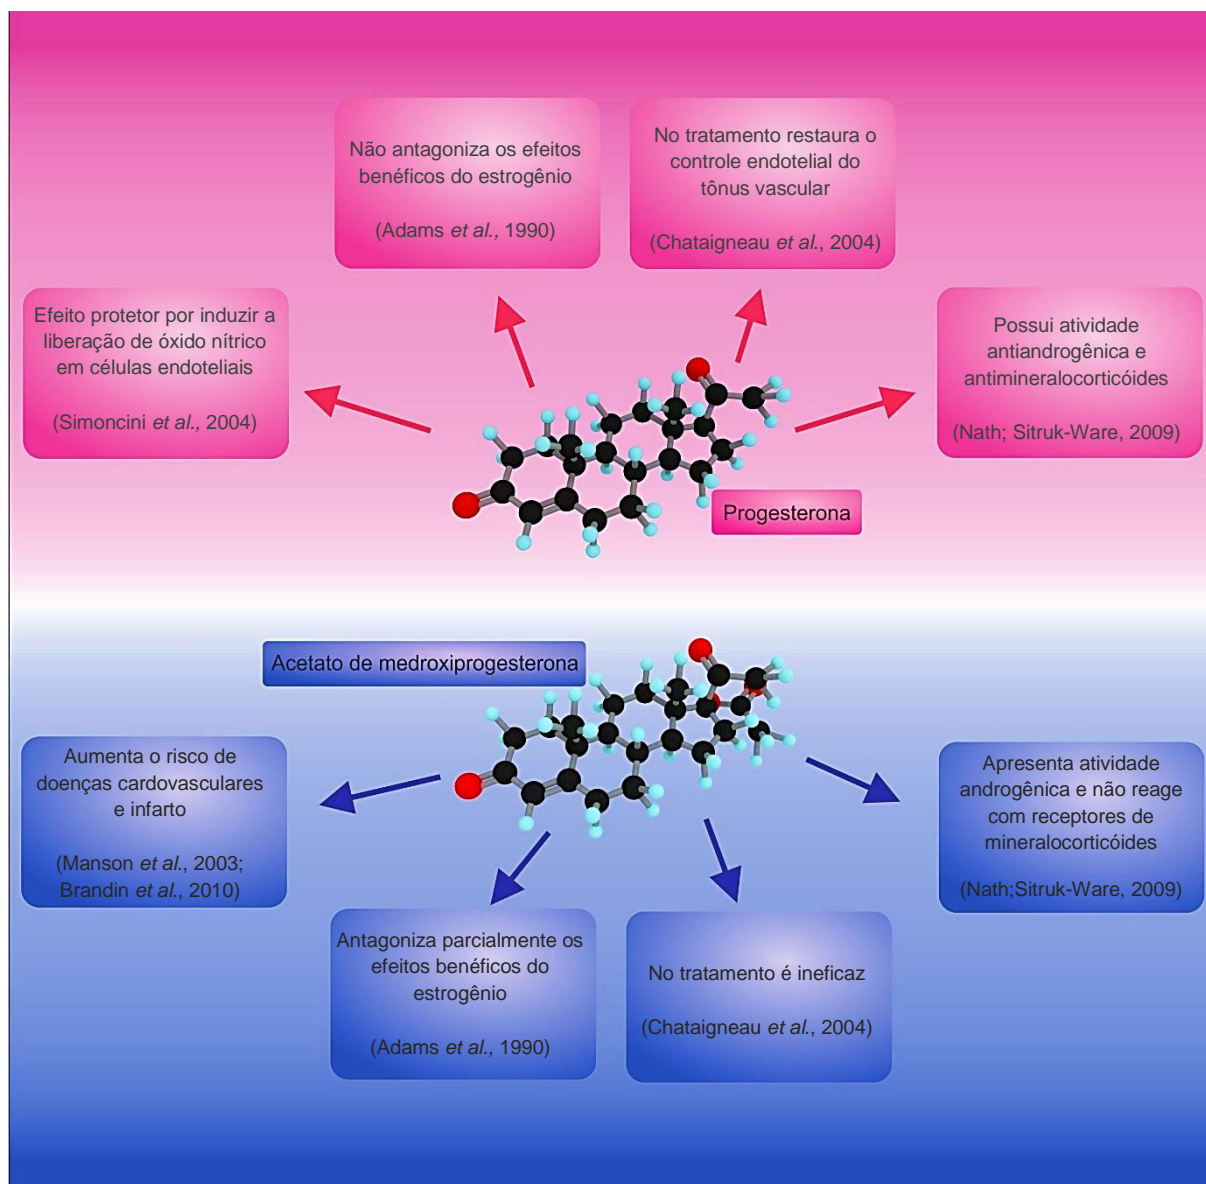 Não antagoniza os efeitos
benéficos do estrogênio
(Adams et al., 1990)
No tratamento restaura o
controle endotelial do
tônus vascular
(Chataigneau et al., 2004)
Efeito protetor por induzir a
liberação de óxido nítrico
em células endoteliais
(Simoncini et al., 2004)
Possui atividade
antiandrogênica e
antimineralocorticóides
(Nath; Sitruk-Ware, 2009)
Progesterona
Acetato de medroxiprogesterona
Aumenta o risco de
doenças cardovasculares
e infarto
(Manson et al., 2003;
Brandin et al., 2010)
Apresenta atividade
androgênica e não reage
com receptores de
mineralocorticóides
(Nath;Sitruk-Ware, 2009)
Antagoniza parcialmente os
efeitos benéficos do
estrogênio
(Adams et al., 1990)
No tratamento é ineficaz
(Chataigneau et al., 2004)